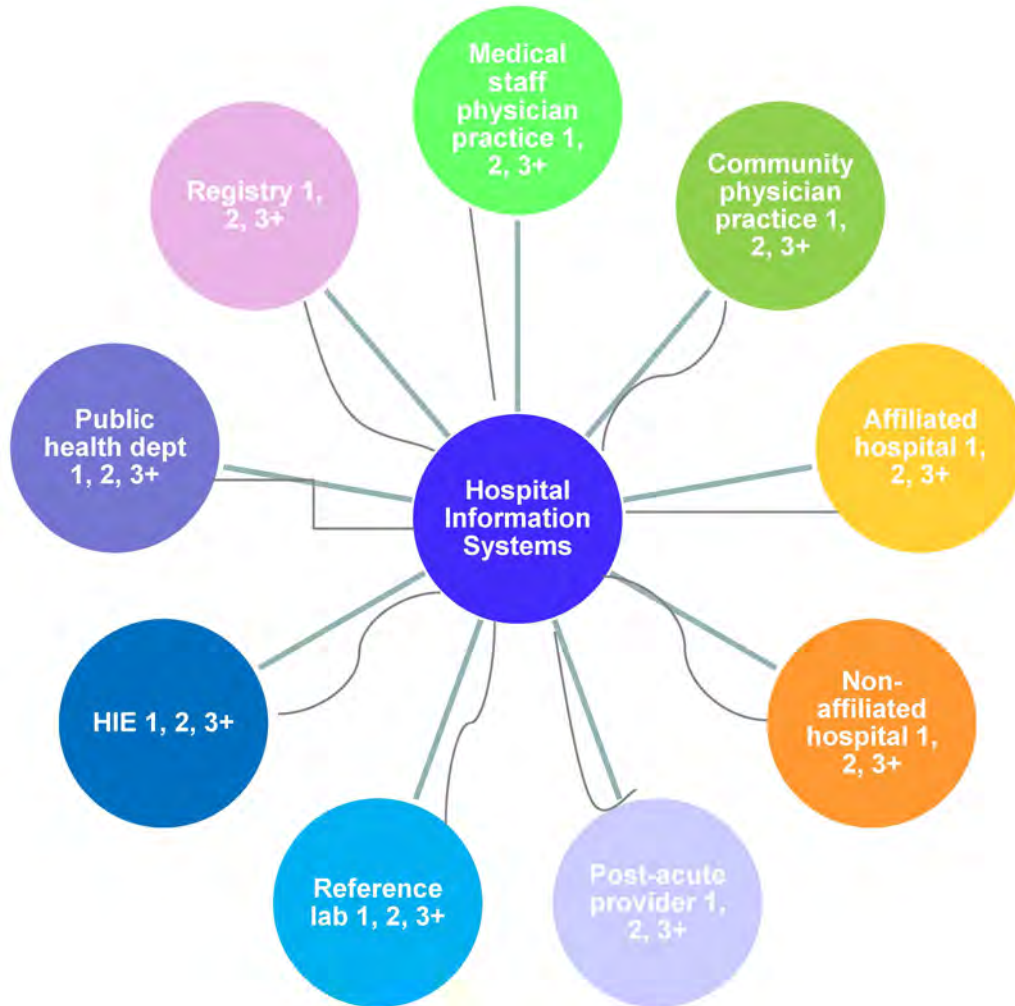 Medical
staff
physician
practice 1,
2, 3+
Community
physician
practice 1,
2, 3+
Affiliated
hospital 1,
2, 3+
Non-
affiliated
hospital 1,
2, 3+
Post-acute
provider 1,
2, 3+
Reference
lab 1, 2, 3+
HIE 1, 2, 3+
Public
health dept
1, 2, 3+
Registry 1,
2, 3+
Hospital
Information
Systems